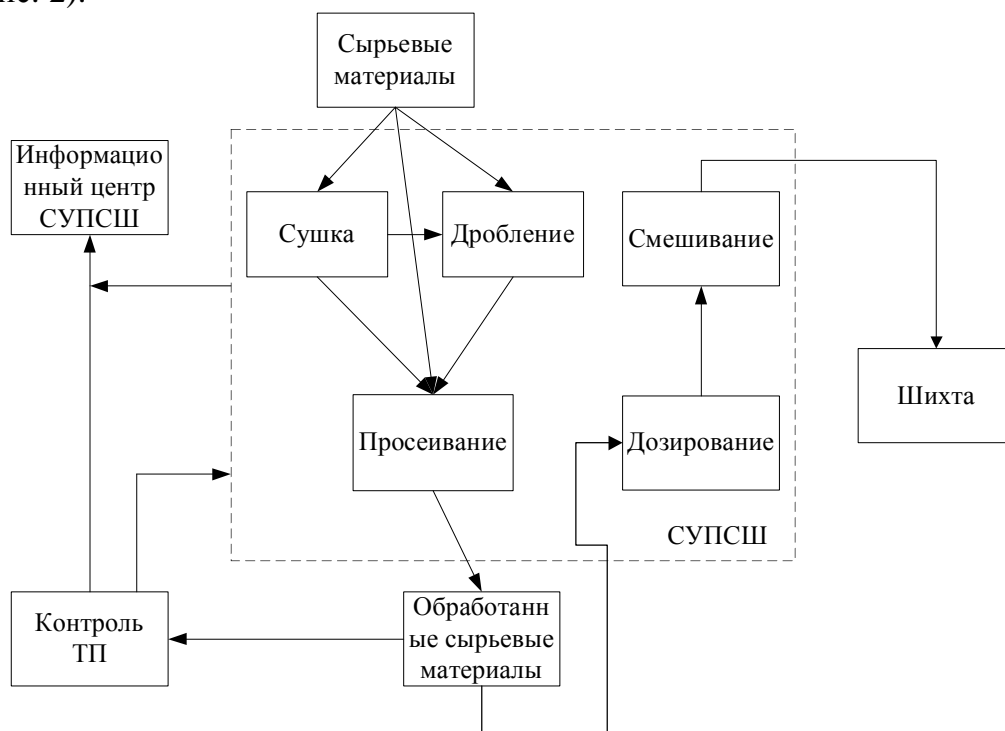 ис. 2).
Сырьевые
материалы
Информацио
нный центр
СУПСШ
Сушка
Дробление
Смешивание
Шихта
Просеивание
Дозирование
СУПСШ
Контроль
ТП
Обработанн
ые сырьевые
материалы